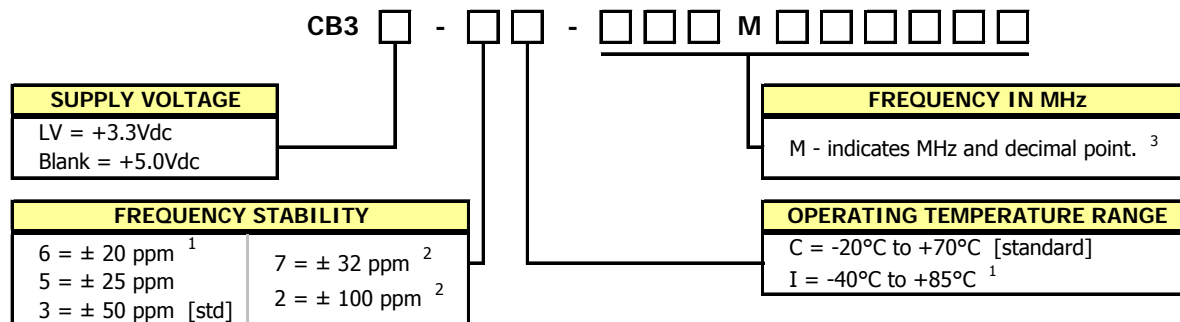 CB3 - - M
SUPPLY VOLTAGE
LV = +3.3Vdc
Blank = +5.0Vdc
FREQUENCY IN MHz
M - indicates MHz and decimal point. 3
FREQUENCY STABILITY
6 = ± 20 ppm 1
5 = ± 25 ppm
3 = ± 50 ppm [std]
7 = ± 32 ppm 2
2 = ± 100 ppm 2
OPERATING TEMPERATURE RANGE
C = -20°C to +70°C [standard]
I = -40°C to +85°C 1